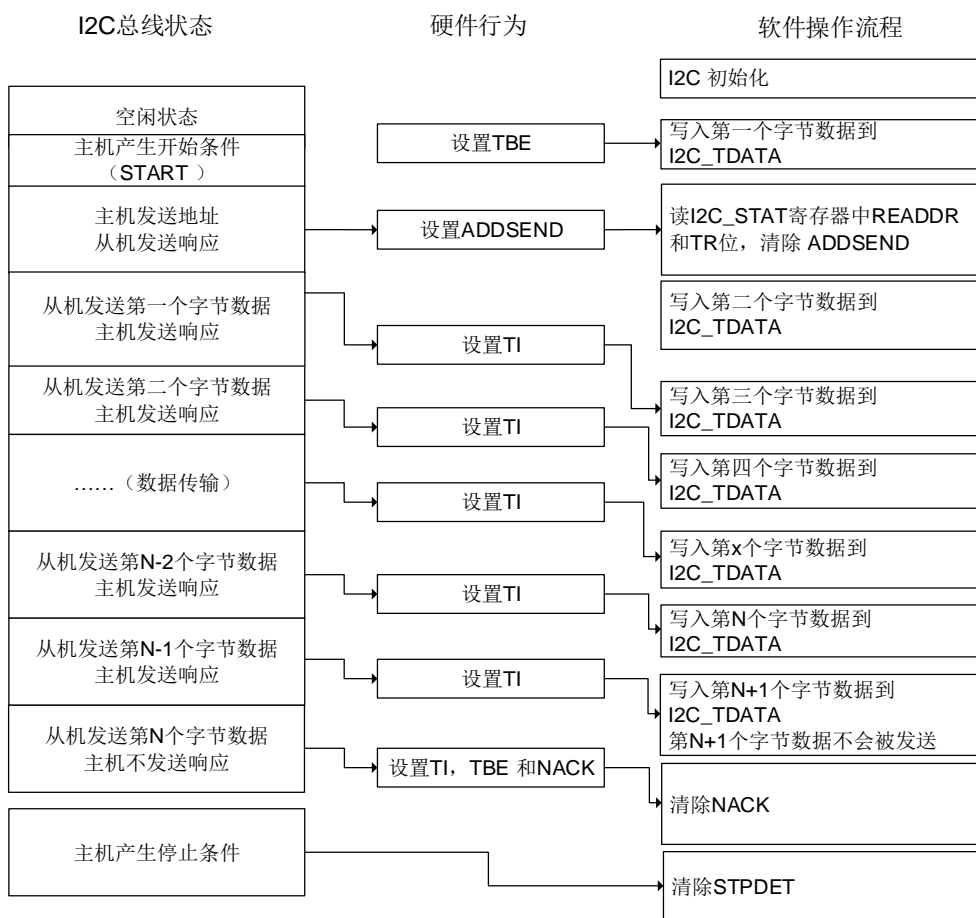 I2C总线状态
硬件行为
软件操作流程
I2C 初始化
空闲状态
主机产生开始条件
（START ）
设置TBE
写入第一个字节数据到
I2C_TDATA
主机发送地址
从机发送响应
设置ADDSEND
读I2C_STAT寄存器中READDR
和TR位，清除 ADDSEND
从机发送第一个字节数据
主机发送响应
设置TI
写入第二个字节数据到
I2C_TDATA
从机发送第二个字节数据
主机发送响应
设置TI
写入第三个字节数据到
I2C_TDATA
……（数据传输）
设置TI
写入第四个字节数据到
I2C_TDATA
写入第x个字节数据到
I2C_TDATA
从机发送第N-2个字节数据
主机发送响应
设置TI
写入第N个字节数据到
I2C_TDATA
从机发送第N-1个字节数据
主机发送响应
设置TI
写入第N+1个字节数据到
I2C_TDATA
第N+1个字节数据不会被发送
从机发送第N个字节数据
主机不发送响应
设置TI，TBE 和NACK
清除NACK
主机产生停止条件
清除STPDET